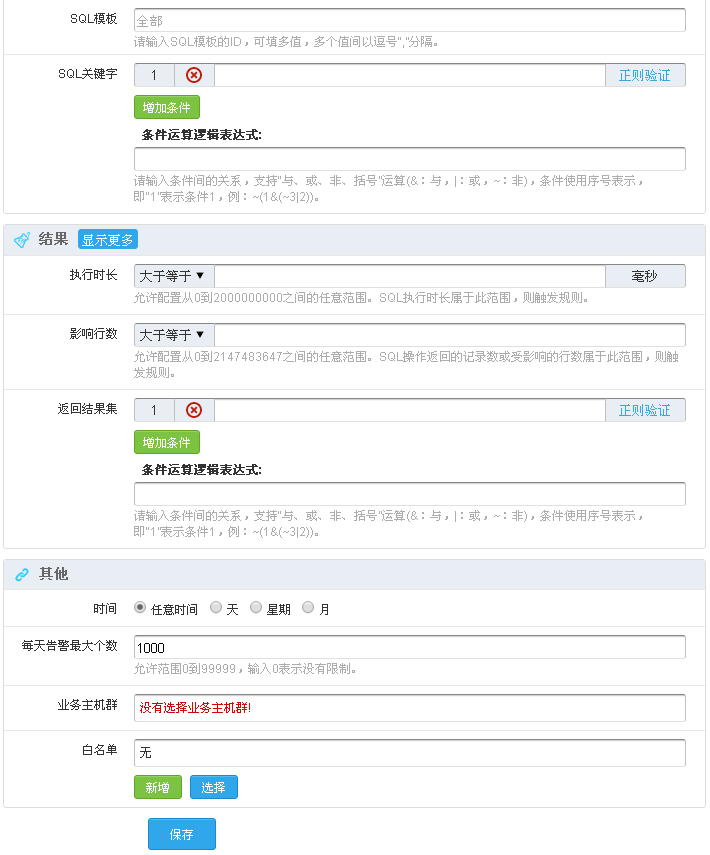 SQL模板
全部
请输入SQL模板的ID，可填多值，多个值间以逗号","分隔。
SQL关键字
1
正则验证
增加条件
条件运算逻辑表达式:
请输入条件间的关系，支持"与、或、非、括号"运算(&：与，|：或，~：非)，条件使用序号表示，
即"1"表示条件1，例：~(1&(~3|2))。
结果 显示更多
执行时长
大于等于▼
毫秒
允许配置从0到2000000000之间的任意范围。SQL执行时长属于此范围，则触发规则。
影响行数
大于等于▼
允许配置从0到2147483647之间的任意范围。SQL操作返回的记录数或受影响的行数属于此范围，则触
发规则。
返回结果集
1
正则验证
增加条件
条件运算逻辑表达式:
请输入条件间的关系，支持"与、或、非、括号"运算(&：与，|：或，~：非)，条件使用序号表示，
即"1"表示条件1，例：~(1&(~3|2))。
其他
时间
任意时间 天 星期 月
每天告警最大个数
1000
允许范围0到99999，输入0表示没有限制。
业务主机群
没有选择业务主机群!
白名单
无
新增 选择
保存